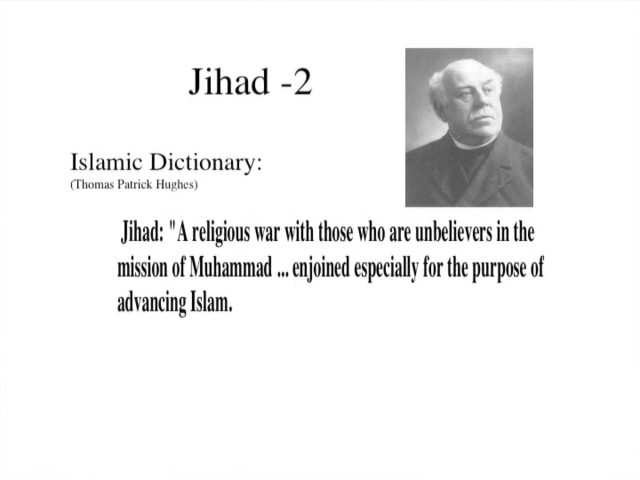 Jihad -2
Islamic Dictionary:
(Thomas Patrick Hughes)
Jihad: "A religious war with those who are unbelievers in the
mission of Muhammad ... enjoined especially for the purpose of
advancing Islam.